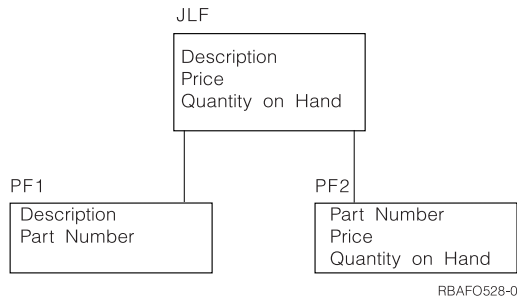 JLF
Description
Price
Quantity on Hand
PF1
Description
Part Number
PF2
Part Number
Price
Quantity on Hand
RBAFO528-0